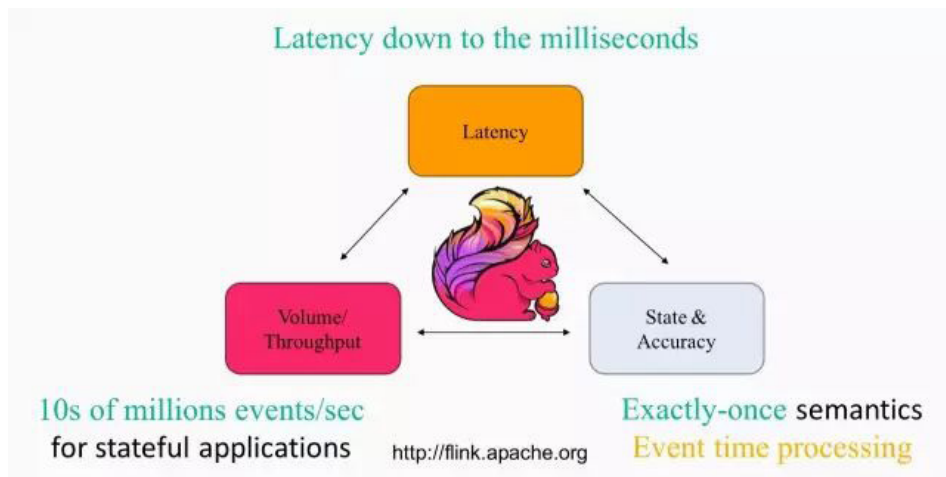 Latency down to the milliseconds
Latency
Volume/
Throughput
State &
Accuracy
10s of millions events/sec
for stateful applications
http://flink.apache.org
Exactly-once semantics
Event time processing